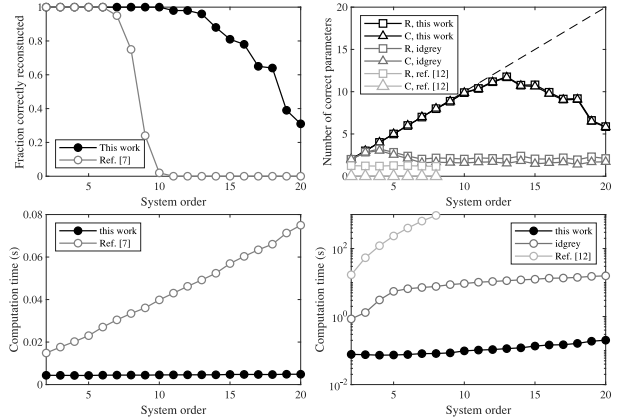 Fraction correctly reconstucted
1
0.8
0.6
0.4
0.2
0
This work
Ref. [7]
5
10
15
20
System order
Number of correct parameters
20
15
10
5
0
R, this work
C, this work
R, idgrey
C, idgrey
R, ref. [12]
C, ref. [12]
5
10
15
20
System order
Computation time (s)
0.08
0.06
0.04
0.02
0
this work
Ref. [7]
5
10
15
20
System order
Computation time (s)
10^2
10^0
10^-2
this work
idgrey
Ref. [12]
5
10
15
20
System order